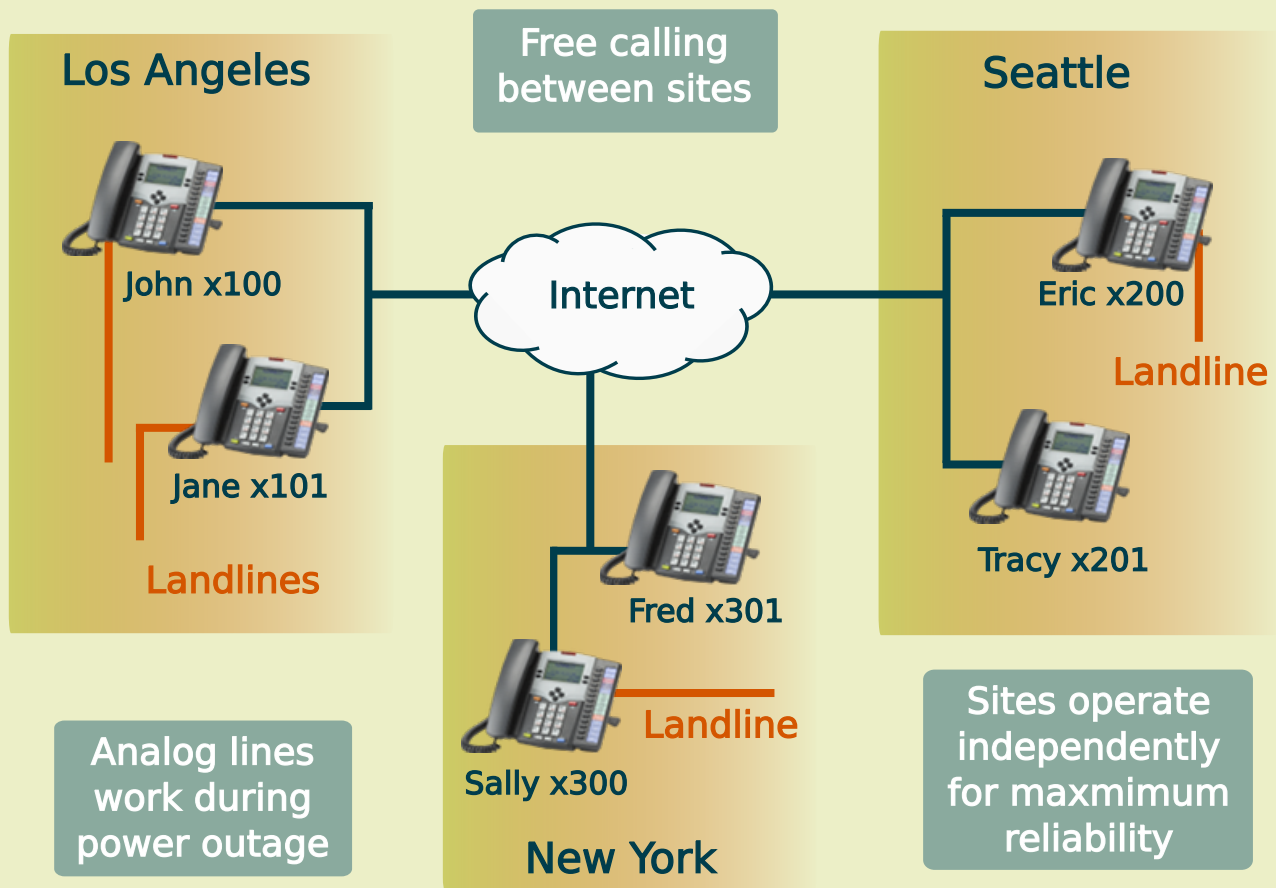 Los Angeles
Free calling
between sites
Seattle
John x100
Internet
Eric x200
Landline
Jane x101
Landlines
Tracy x201
Fred x301
Landline
Sally x300
New York
Analog lines
work during
power outage
Sites operate
independently
for maxmimum
reliability